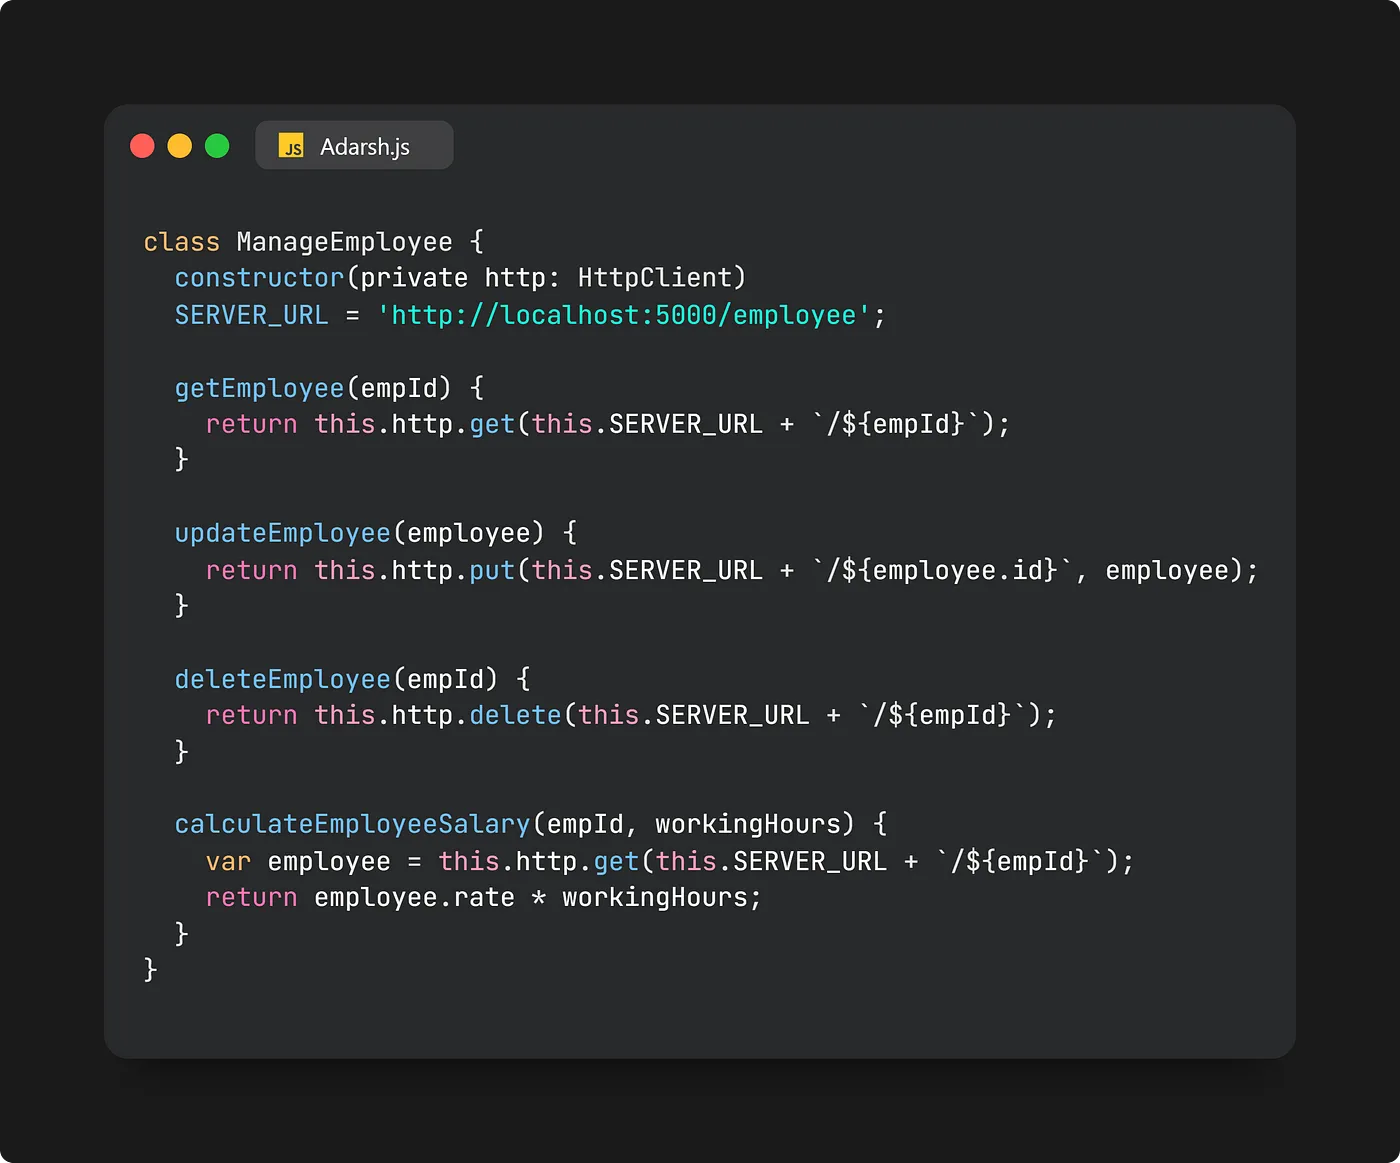 JS Adarsh.js
class ManageEmployee {
  constructor(private http: HttpClient)
  SERVER_URL = 'http://localhost:5000/employee';

  getEmployee(empId) {
    return this.http.get(this.SERVER_URL + `/${empId}`);
  }

  updateEmployee(employee) {
    return this.http.put(this.SERVER_URL + `/${employee.id}`, employee);
  }

  deleteEmployee(empId) {
    return this.http.delete(this.SERVER_URL + `/${empId}`);
  }

  calculateEmployeeSalary(empId, workingHours) {
    var employee = this.http.get(this.SERVER_URL + `/${empId}`);
    return employee.rate * workingHours;
  }
}